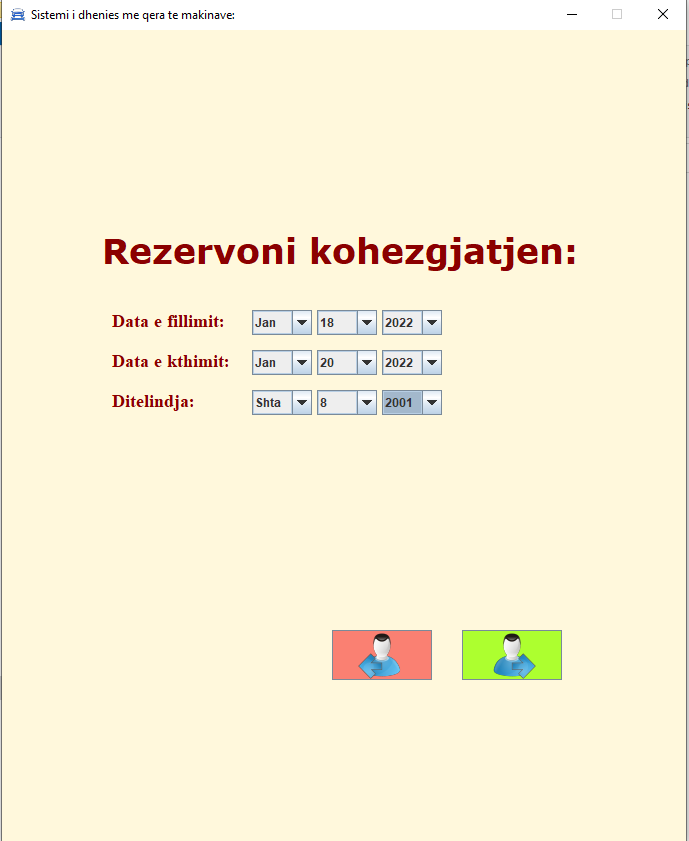 Sistemi i dhenies me qera te makinave:
Rezervoni kohezgjatjen:
Data e fillimit: Jan 18 2022
Data e kthimit: Jan 20 2022
Ditelindja: Shta 8 2001